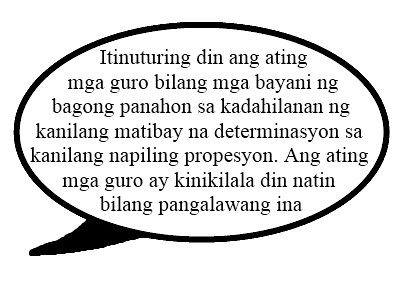 Itinuturing din ang ating
mga guro bilang mga bayani ng
bagong panahon sa kadahilanan ng
kanilang matibay na determinasyon sa
kanilang napiling propesyon. Ang ating
mga guro ay kinikilala din natin
bilang pangalawang ina